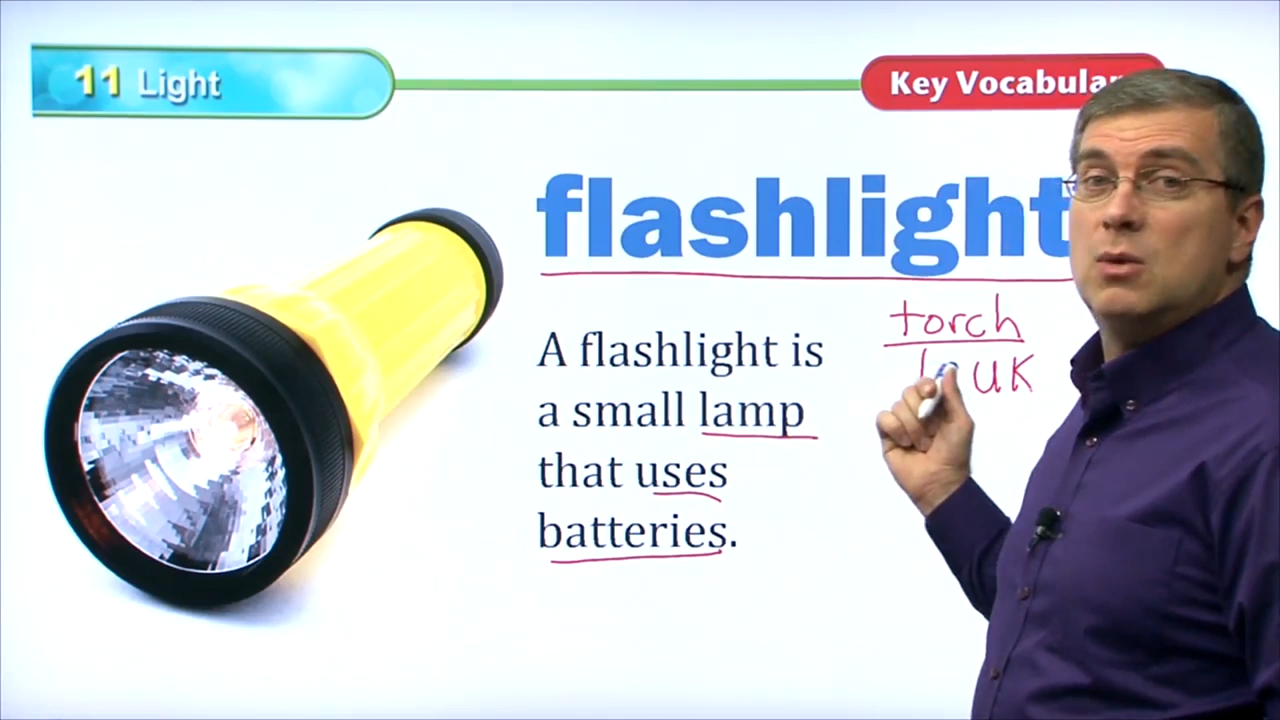 11 Light
Key Vocabular
flashlight
torch
UK
A flashlight is
a small lamp
that uses
batteries.